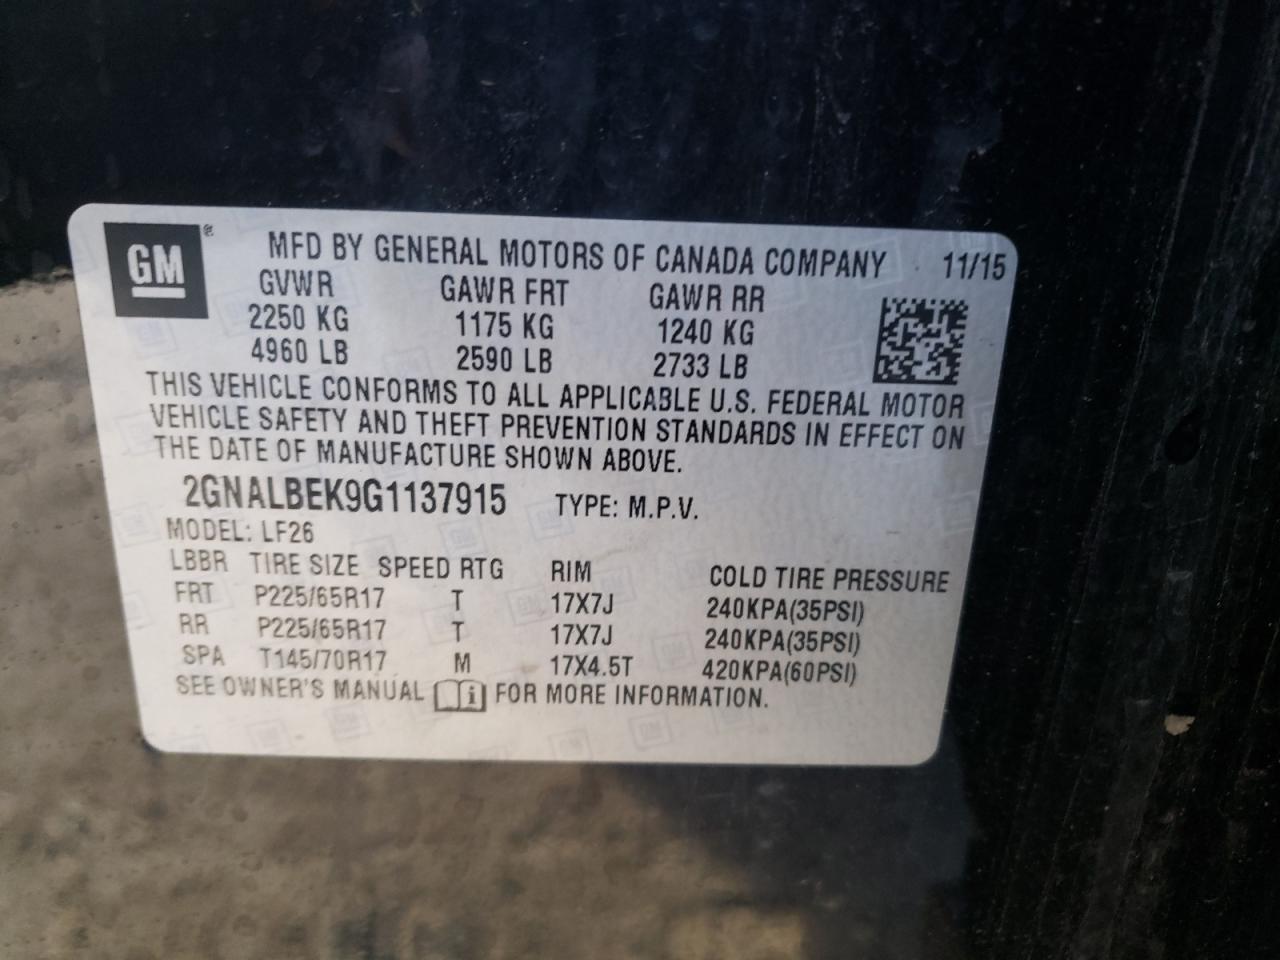 GM®
MFD BY GENERAL MOTORS OF CANADA COMPANY 11/15
GVWR GAWR FRT GAWR RR
2250 KG 1175 KG 1240 KG
4960 LB 2590 LB 2733 LB
THIS VEHICLE CONFORMS TO ALL APPLICABLE U.S. FEDERAL MOTOR
VEHICLE SAFETY AND THEFT PREVENTION STANDARDS IN EFFECT ON
THE DATE OF MANUFACTURE SHOWN ABOVE.
2GNALBEK9G1137915 TYPE: M.P.V.
MODEL: LF26
LBBR TIRE SIZE SPEED RTG RIM COLD TIRE PRESSURE
FRT P225/65R17 T 17X7J 240KPA(35PSI)
RR P225/65R17 T 17X7J 240KPA(35PSI)
SPA T145/70R17 M 17X4.5T 420KPA(60PSI)
SEE OWNER'S MANUAL i FOR MORE INFORMATION.